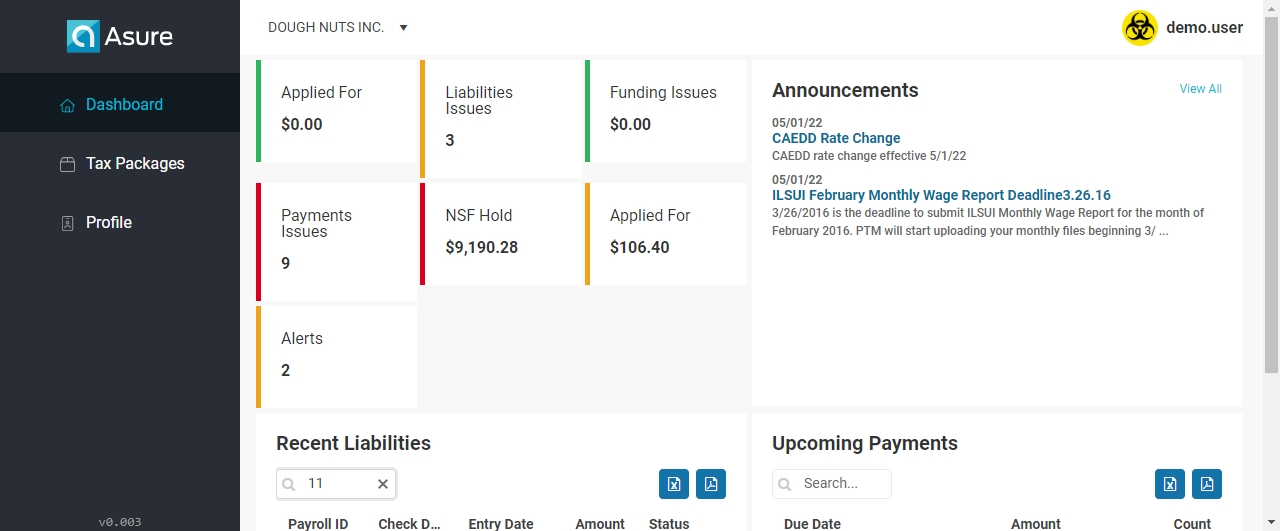 Asure
Dashboard
Tax Packages
Profile
v0.003
DOUGH NUTS INC.
demo.user
Applied For
$0.00
Liabilities
Issues
3
Funding Issues
$0.00
Payments
Issues
9
NSF Hold
$9,190.28
Applied For
$106.40
Alerts
2
Announcements
View All
05/01/22
CAEDD Rate Change
CAEDD rate change effective 5/1/22
05/01/22
ILSUI February Monthly Wage Report Deadline3.26.16
3/26/2016 is the deadline to submit ILSUI Monthly Wage Report for the month of
February 2016. PTM will start uploading your monthly files beginning 3/ ...
Recent Liabilities
11
Payroll ID Check D... Entry Date Amount Status
Upcoming Payments
Search...
Due Date Amount Count